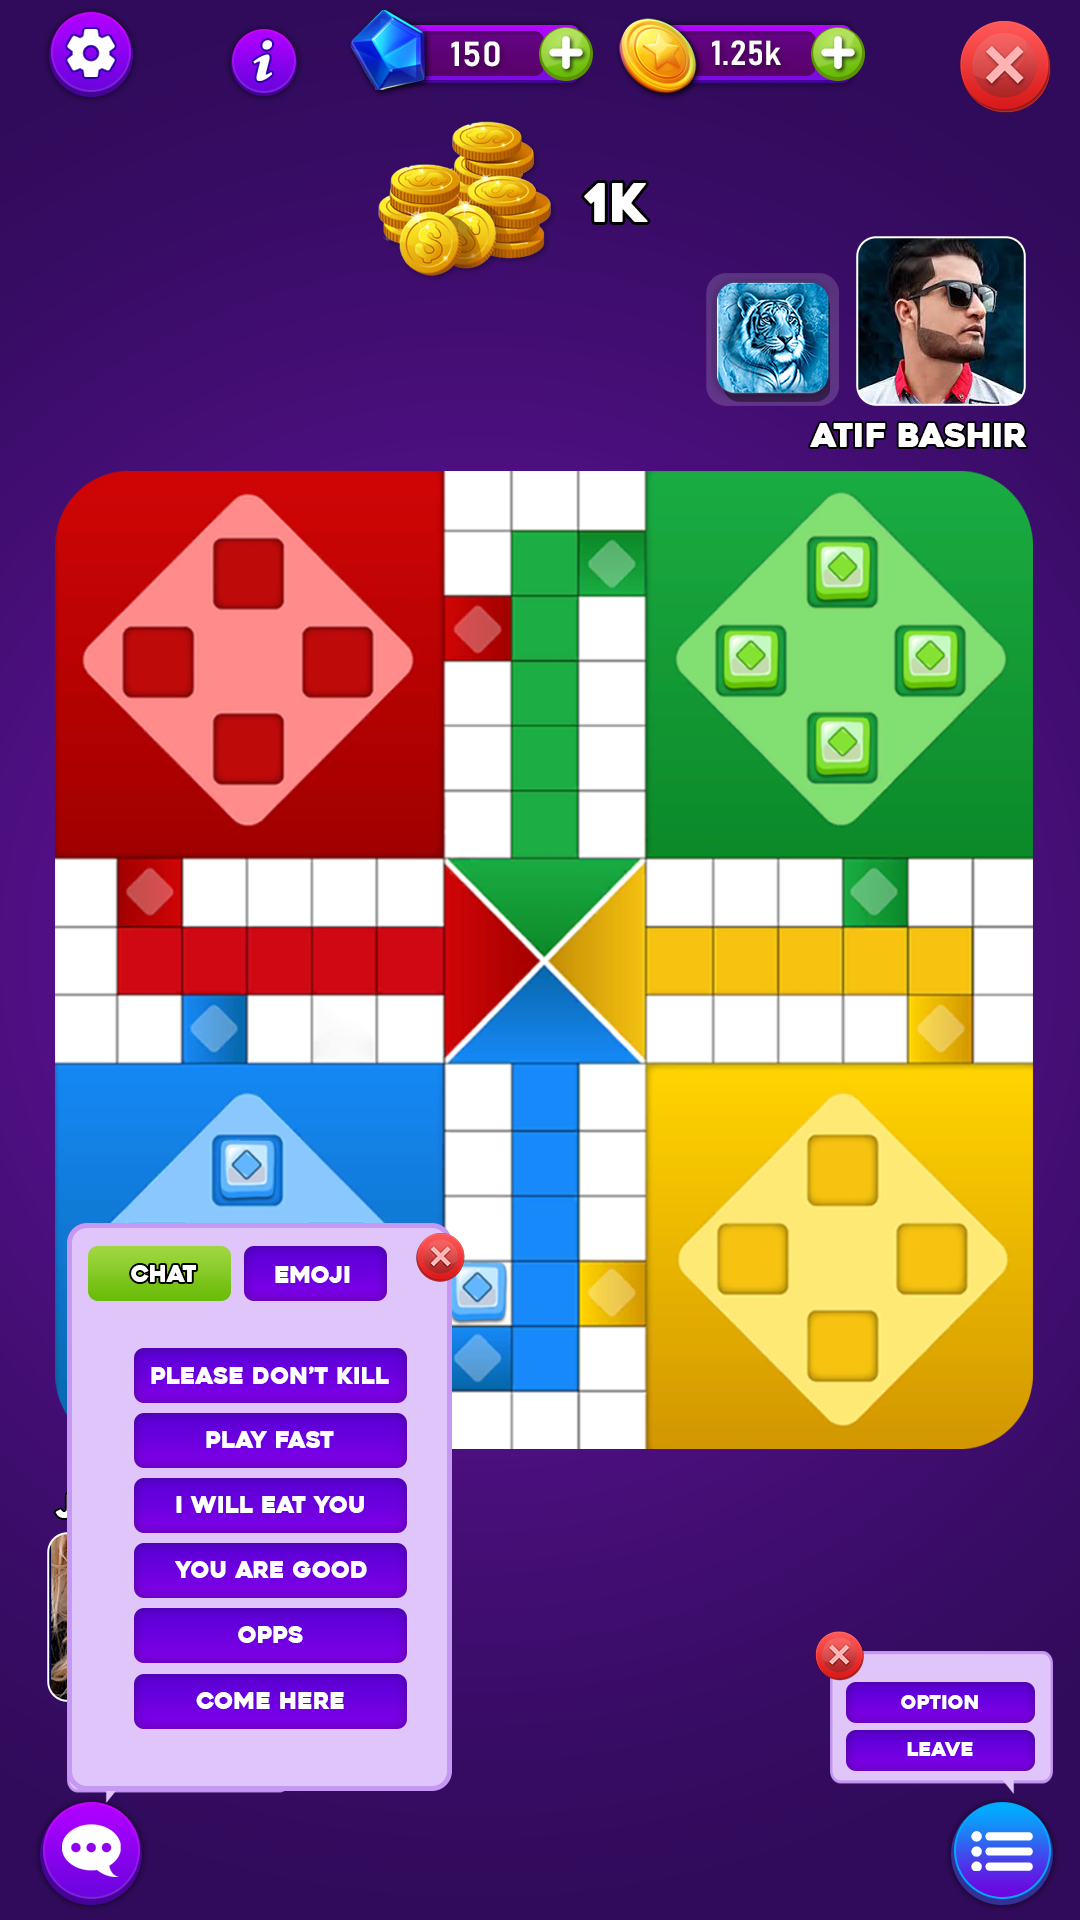 150
1.25k
1K
ATIF BASHIR
CHAT
EMOJI
PLEASE DON'T KILL
PLAY FAST
I WILL EAT YOU
YOU ARE GOOD
OPPS
COME HERE
OPTION
LEAVE